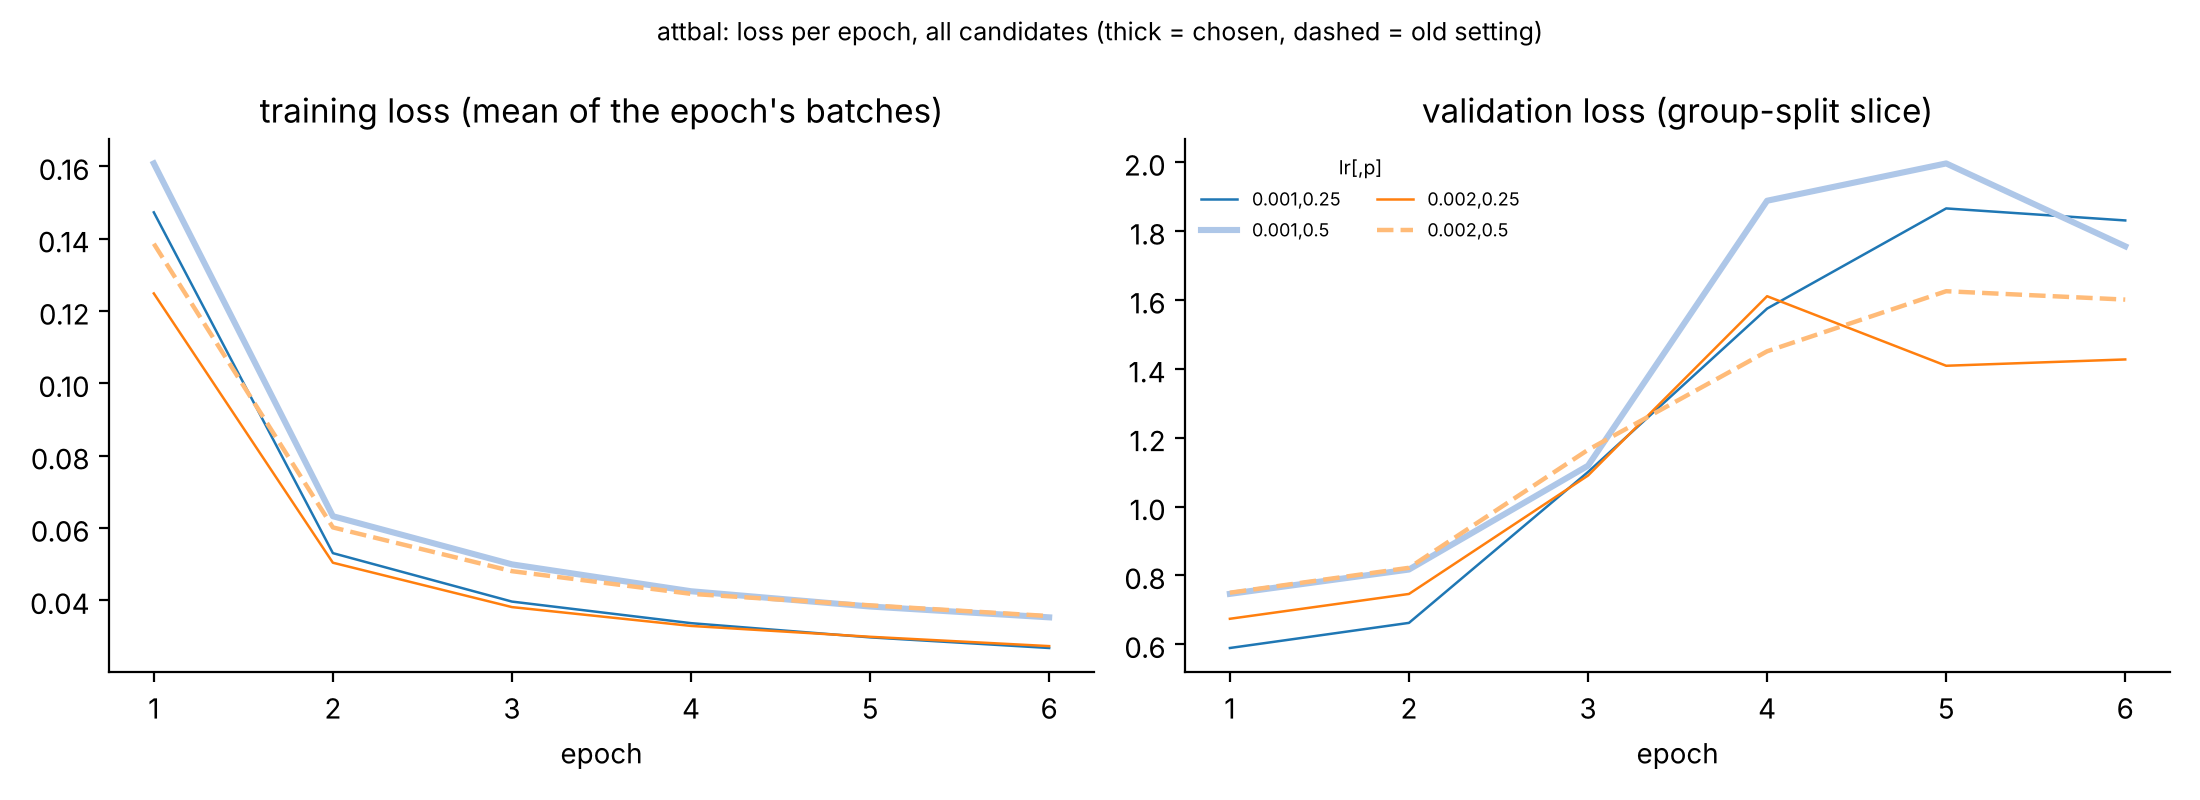 attbal: loss per epoch, all candidates (thick = chosen, dashed = old setting)
training loss (mean of the epoch's batches)
0.16
0.14
0.12
0.10
0.08
0.06
0.04
1 2 3 4 5 6
epoch
validation loss (group-split slice)
lr[,p]
0.001,0.25 0.002,0.25
0.001,0.5 0.002,0.5
2.0
1.8
1.6
1.4
1.2
1.0
0.8
0.6
1 2 3 4 5 6
epoch